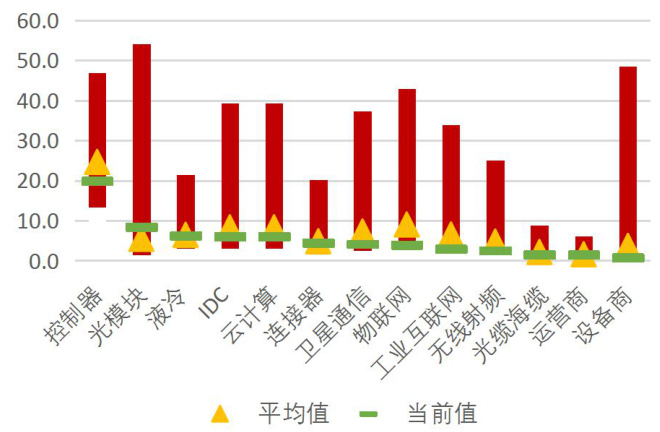 60.0
50.0
40.0
30.0
20.0
10.0
0.0
控制器
光模块
液冷
IDC
云计算
连接器
卫星通信
物联网
工业互联网
无线射频
光缆海缆
运营商
设备商
平均值 当前值